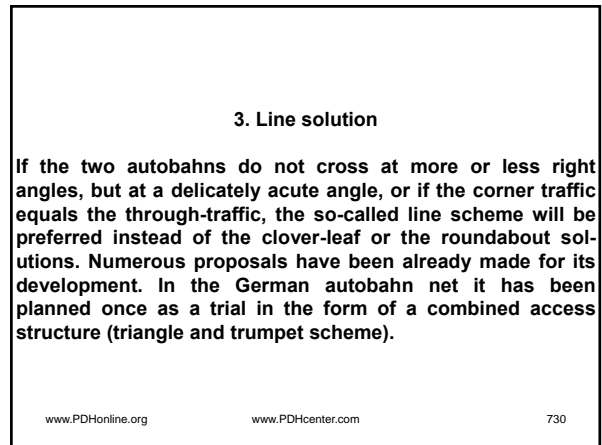 3. Line solution
If the two autobahns do not cross at more or less right
angles, but at a delicately acute angle, or if the corner traffic
equals the through-traffic, the so-called line scheme will be
preferred instead of the clover-leaf or the roundabout sol-
utions. Numerous proposals have been already made for its
development. In the German autobahn net it has been
planned once as a trial in the form of a combined access
structure (triangle and trumpet scheme).
www.PDHonline.org www.PDHcenter.com 730